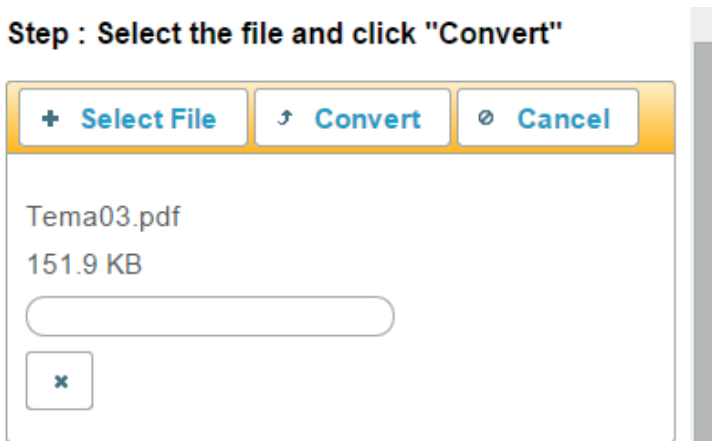 Step : Select the file and click "Convert"
Select File Convert Cancel
Tema03.pdf
151.9 KB